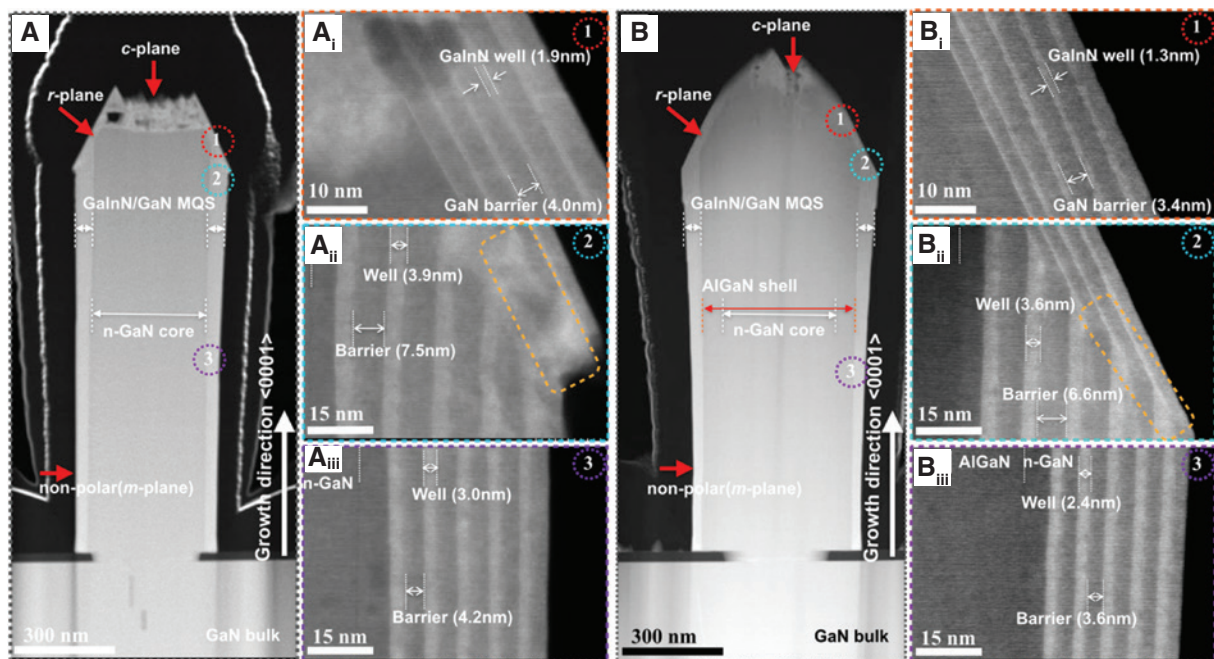 A
c-plane
r-plane
1
2
GaInN/GaN MQS
n-GaN core
3
Growth direction <0001>
non-polar(m-plane)
300 nm
GaN bulk
Ai
1
GaInN well (1.9nm)
10 nm
GaN barrier (4.0nm)
Aii
2
Well (3.9nm)
Barrier (7.5nm)
15 nm
Aiii
3
n-GaN
Well (3.0nm)
Barrier (4.2nm)
15 nm
B
c-plane
r-plane
1
2
GaInN/GaN MQS
AlGaN shell
n-GaN core
3
Growth direction <0001>
non-polar(m-plane)
300 nm
GaN bulk
Bi
1
GaInN well (1.3nm)
10 nm
GaN barrier (3.4nm)
Bii
2
Well
(3.6nm)
Barrier (6.6nm)
15 nm
Biii
3
AlGaN
n-GaN
Well (2.4nm)
Barrier (3.6nm)
15 nm